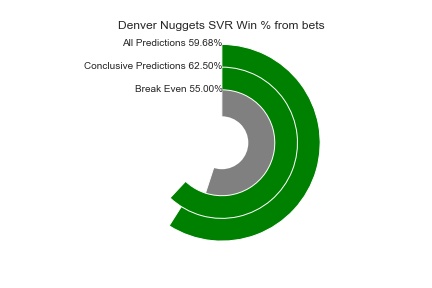 Denver Nuggets SVR Win % from bets
All Predictions 59.68%
Conclusive Predictions 62.50%
Break Even 55.00%